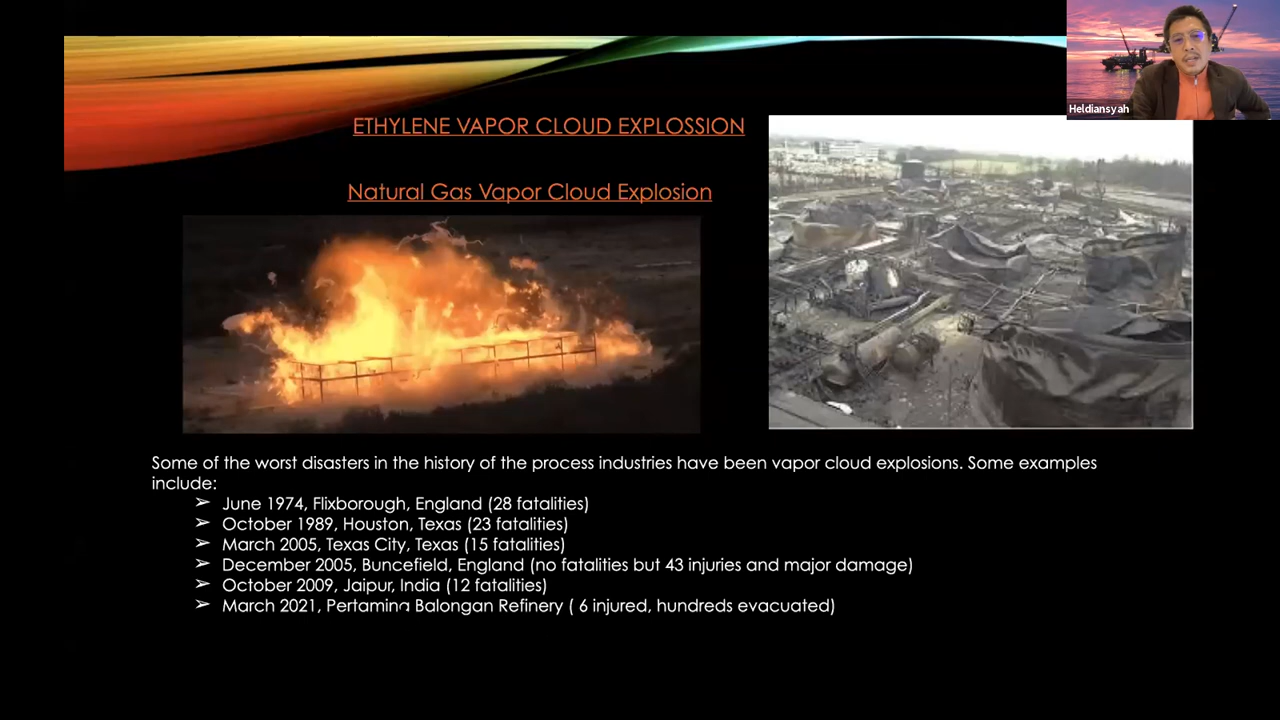 Heldiansyah
ETHYLENE VAPOR CLOUD EXPLOSSION
Natural Gas Vapor Cloud Explosion
Some of the worst disasters in the history of the process industries have been vapor cloud explosions. Some examples
include:
➢ June 1974, Flixborough, England (28 fatalities)
➢ October 1989, Houston, Texas (23 fatalities)
➢ March 2005, Texas City, Texas (15 fatalities)
➢ December 2005, Buncefield, England (no fatalities but 43 injuries and major damage)
➢ October 2009, Jaipur, India (12 fatalities)
➢ March 2021, Pertamina Balongan Refinery ( 6 injured, hundreds evacuated)